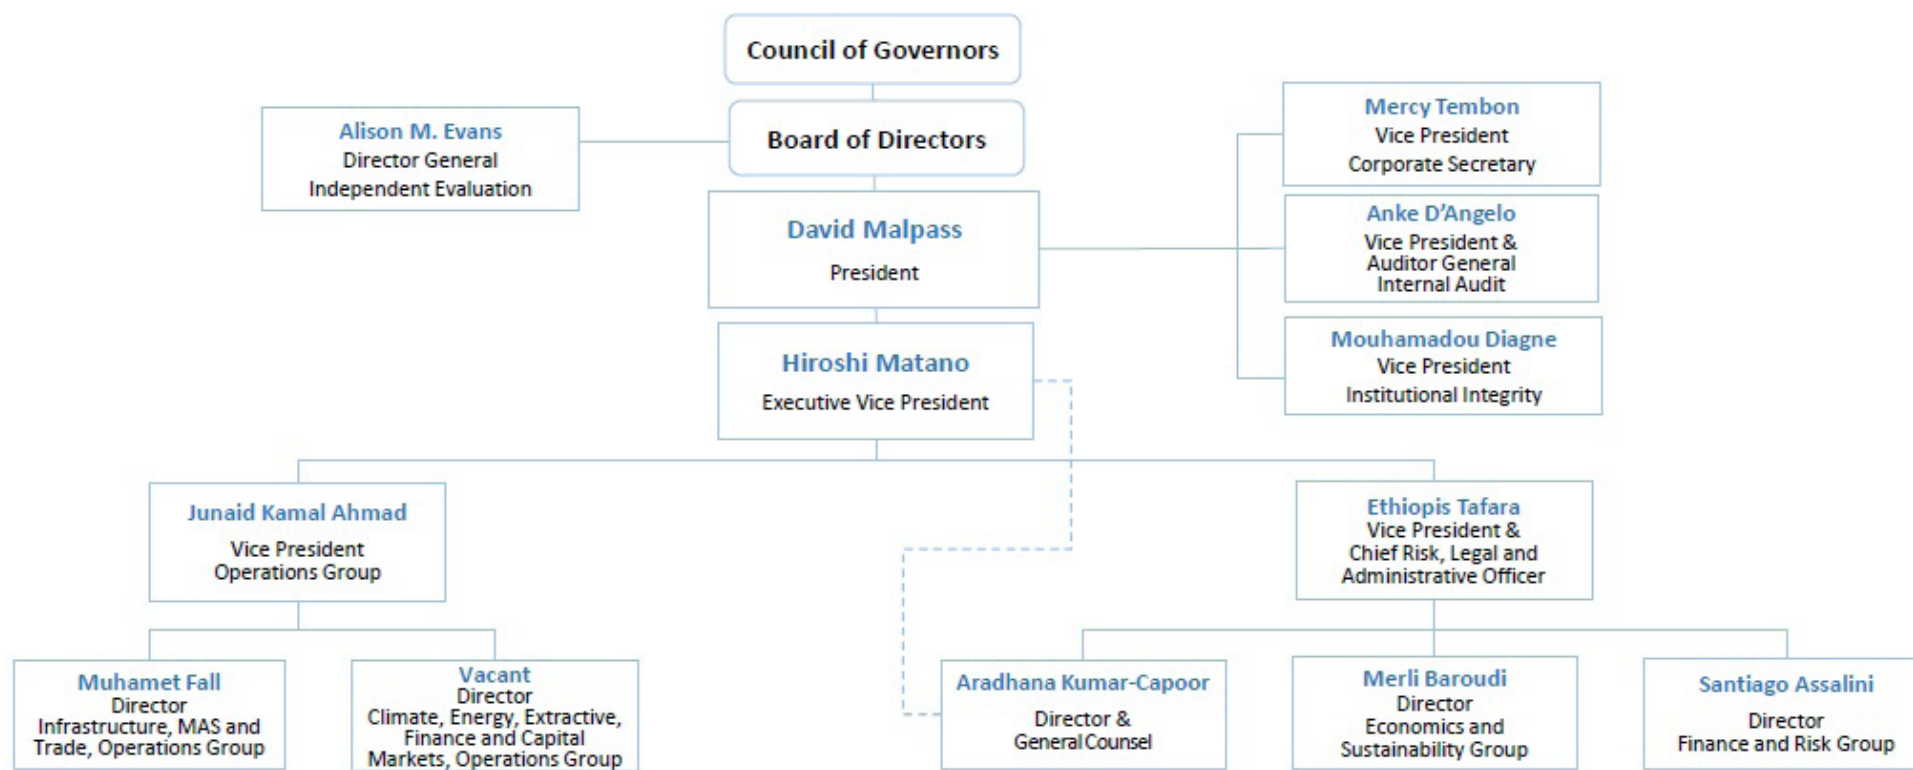 Council of Governors
Board of Directors
Alison M. Evans
Director General
Independent Evaluation
David Malpass
President
Mercy Tembon
Vice President
Corporate Secretary
Anke D’Angelo
Vice President &
Auditor General
Internal Audit
Mouhamadou Diagne
Vice President
Institutional Integrity
Hiroshi Matano
Executive Vice President
Junaid Kamal Ahmad
Vice President
Operations Group
Ethiopis Tafara
Vice President &
Chief Risk, Legal and
Administrative Officer
Muhamet Fall
Director
Infrastructure, MAS and
Trade, Operations Group
Vacant
Director
Climate, Energy, Extractive,
Finance and Capital
Markets, Operations Group
Aradhana Kumar-Capoor
Director &
General Counsel
Merli Baroudi
Director
Economics and
Sustainability Group
Santiago Assalini
Director
Finance and Risk Group